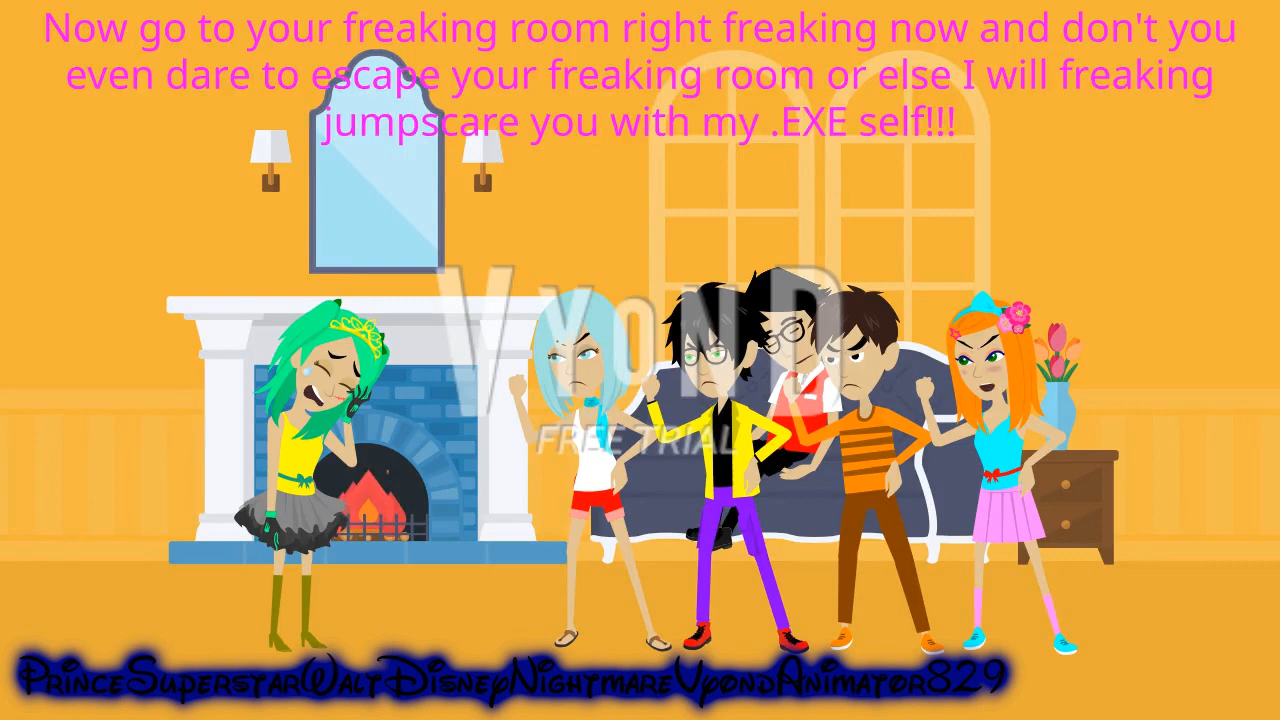 Now go to your freaking room right freaking now and don't you
even dare to escape your freaking room or else I will freaking
jumpscare you with my .EXE self!!!
VYOND
FREE TRIAL
PrinceSuperstarWaltDisneyNightmareVyondAnimator829